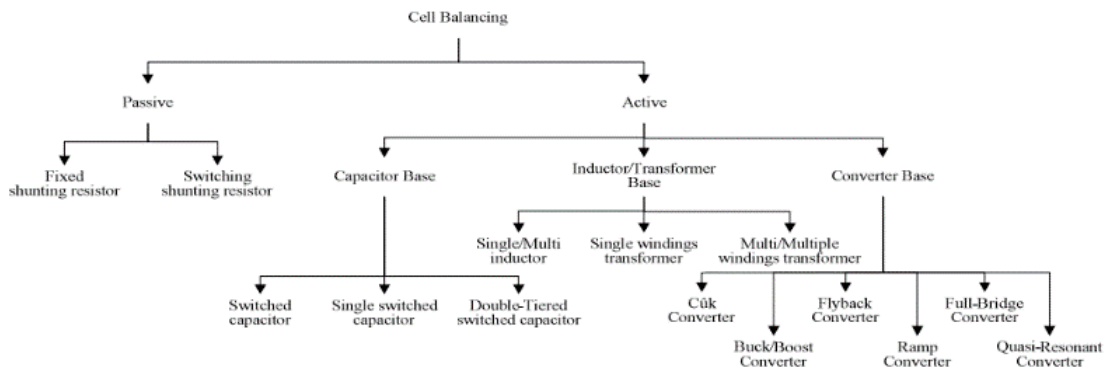 Cell Balancing
Passive
Active
Fixed
shunting resistor
Switching
shunting resistor
Capacitor Base
Inductor/Transformer
Base
Converter Base
Single/Multi
inductor
Single windings
transformer
Multi/Multiple
windings transformer
Switched
capacitor
Single switched
capacitor
Double-Tiered
switched capacitor
Cûk
Converter
Flyback
Converter
Full-Bridge
Converter
Buck/Boost
Converter
Ramp
Converter
Quasi-Resonant
Converter